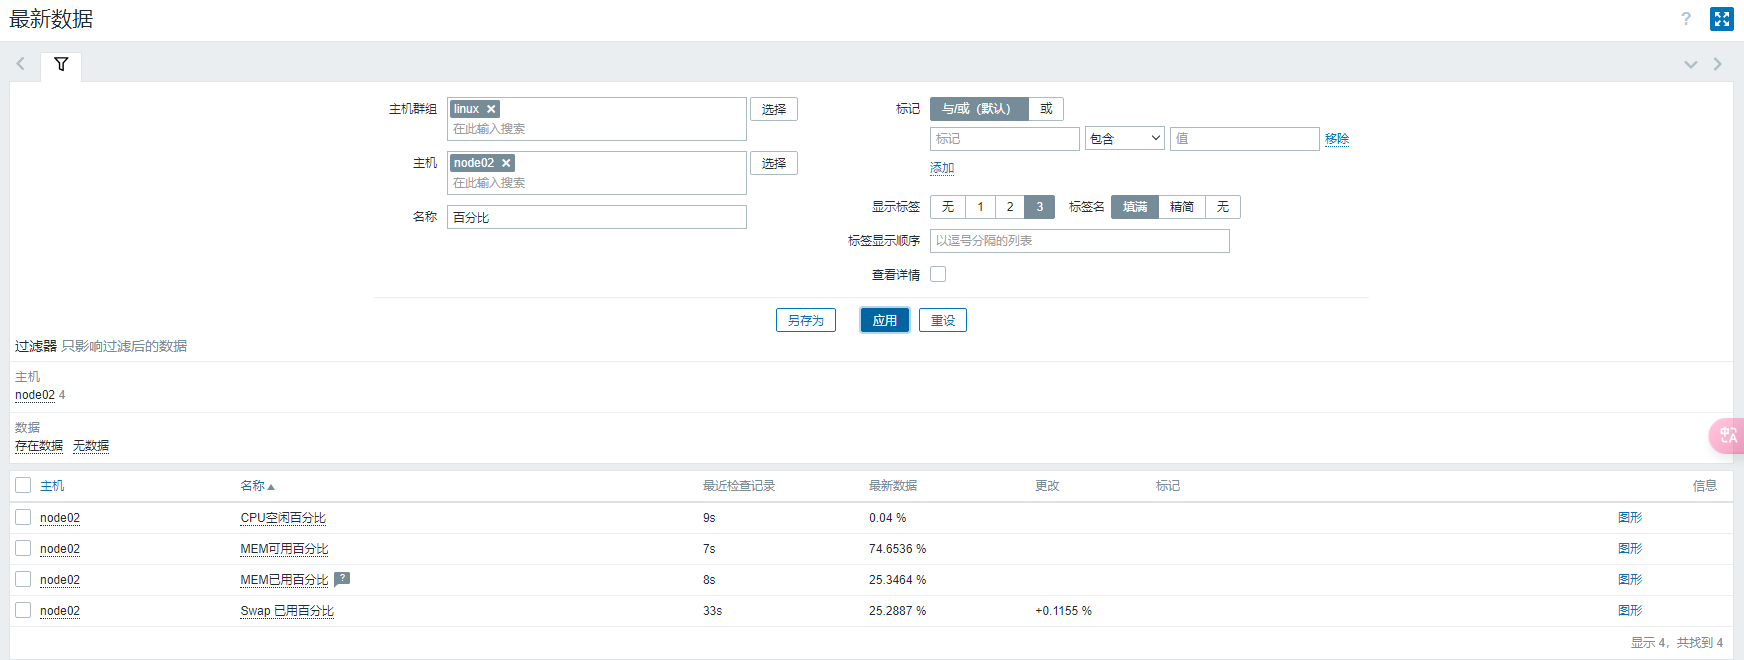 最新数据
?
主机群组 linux × 选择
在此输入搜索
主机 node02 × 选择
在此输入搜索
名称 百分比
标记 与/或（默认） 或
标记 包含 值 移除
添加
显示标签 无 1 2 3 标签名 填满 精简 无
标签显示顺序 以逗号分隔的列表
查看详情
另存为 应用 重设
过滤器 只影响过滤后的数据
主机
node02 4
数据
存在数据 无数据
主机 名称 最近检查记录 最新数据 更改 标记 信息
node02 CPU空闲百分比 9s 0.04 % 图形
node02 MEM可用百分比 7s 74.6536 % 图形
node02 MEM已用百分比 ? 8s 25.3464 % 图形
node02 Swap 已用百分比 33s 25.2887 % +0.1155 % 图形
显示 4，共找到 4
中A